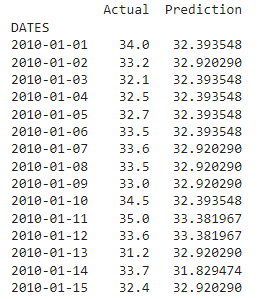 Actual Prediction
DATES
2010-01-01 34.0 32.393548
2010-01-02 33.2 32.920290
2010-01-03 32.1 32.393548
2010-01-04 32.5 32.393548
2010-01-05 32.7 32.393548
2010-01-06 33.5 32.393548
2010-01-07 33.6 32.920290
2010-01-08 33.5 32.920290
2010-01-09 33.0 32.920290
2010-01-10 34.5 32.393548
2010-01-11 35.0 33.381967
2010-01-12 33.6 33.381967
2010-01-13 31.2 32.920290
2010-01-14 33.7 31.829474
2010-01-15 32.4 32.920290